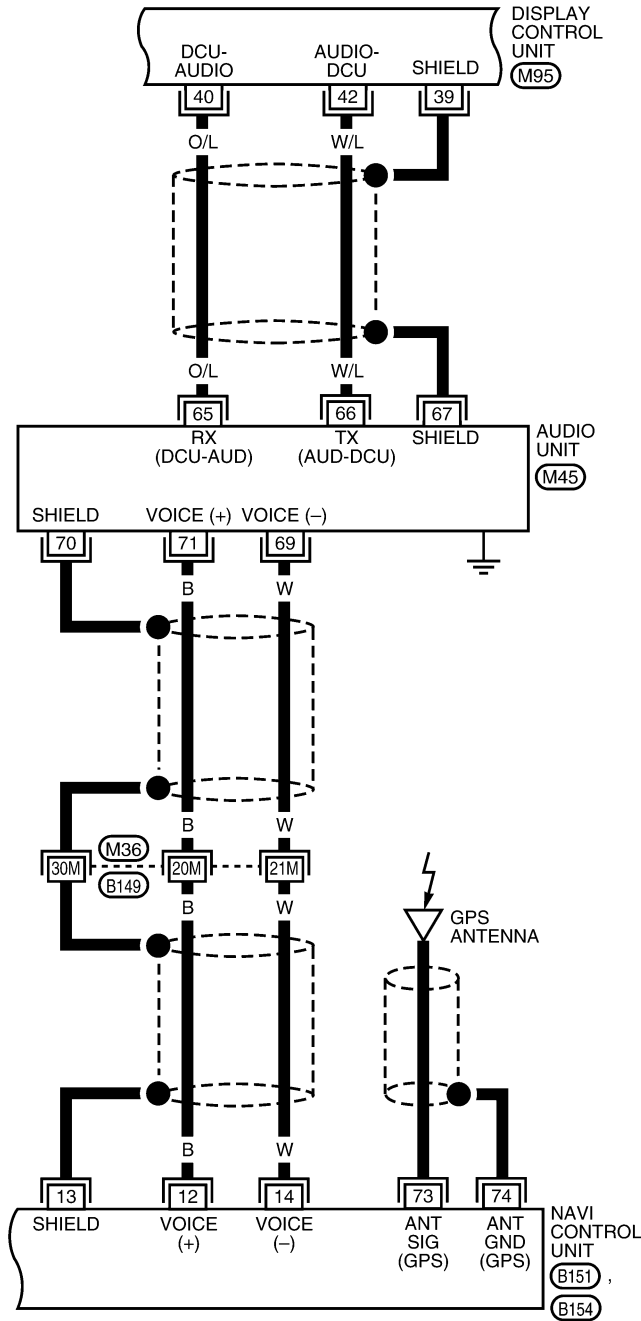 DISPLAY
CONTROL
UNIT
M95
DCU-
AUDIO
AUDIO-
DCU
SHIELD
40
42
39
O/L
W/L
O/L
W/L
65
66
67
RX
(DCU-AUD)
TX
(AUD-DCU)
SHIELD
AUDIO
UNIT
M45
SHIELD
VOICE (+)
VOICE (–)
70
71
69
B
W
B
W
M36
30M
20M
21M
B149
B
W
GPS
ANTENNA
B
W
13
12
14
73
74
SHIELD
VOICE
(+)
VOICE
(–)
ANT
SIG
(GPS)
ANT
GND
(GPS)
NAVI
CONTROL
UNIT
B151 ,
B154